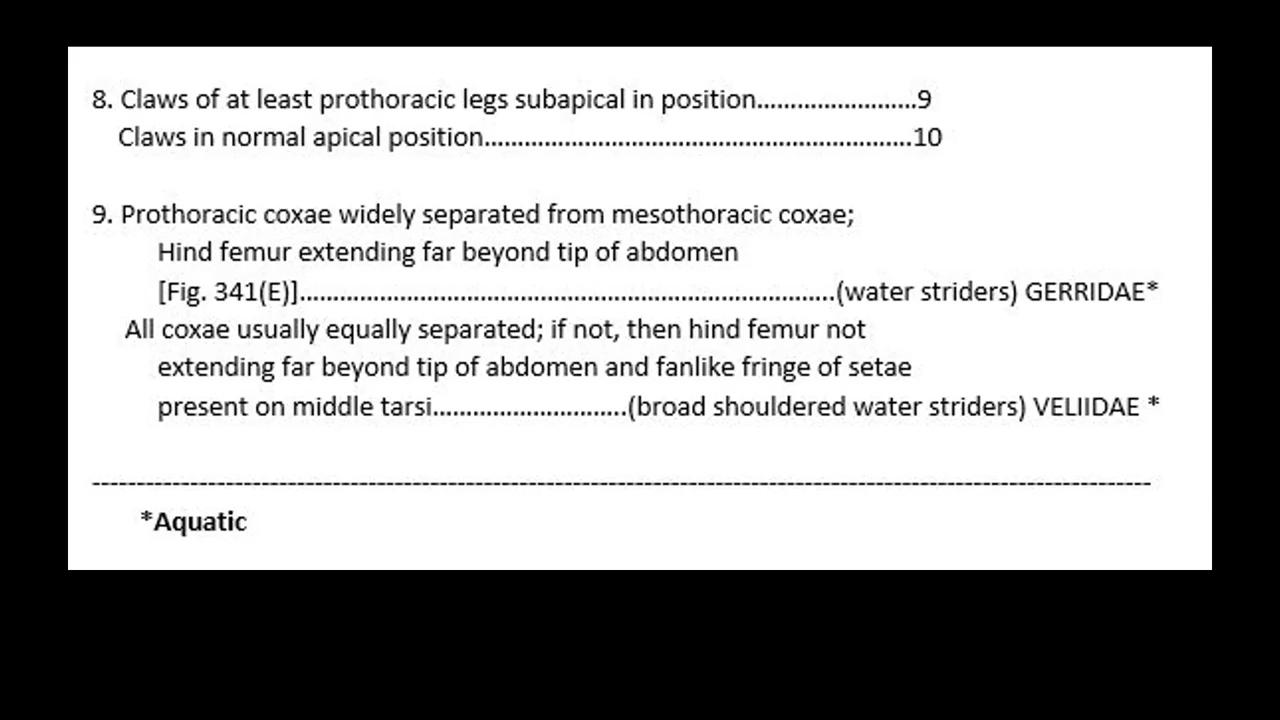 8. Claws of at least prothoracic legs subapical in position........................9
Claws in normal apical position.................................................................10

9. Prothoracic coxae widely separated from mesothoracic coxae;
Hind femur extending far beyond tip of abdomen
[Fig. 341(E)].................................................................................(water striders) GERRIDAE*
All coxae usually equally separated; if not, then hind femur not
extending far beyond tip of abdomen and fanlike fringe of setae
present on middle tarsi.............................(broad shouldered water striders) VELIIDAE *

------------------------------------------------------------------------------------------------------------------------
*Aquatic